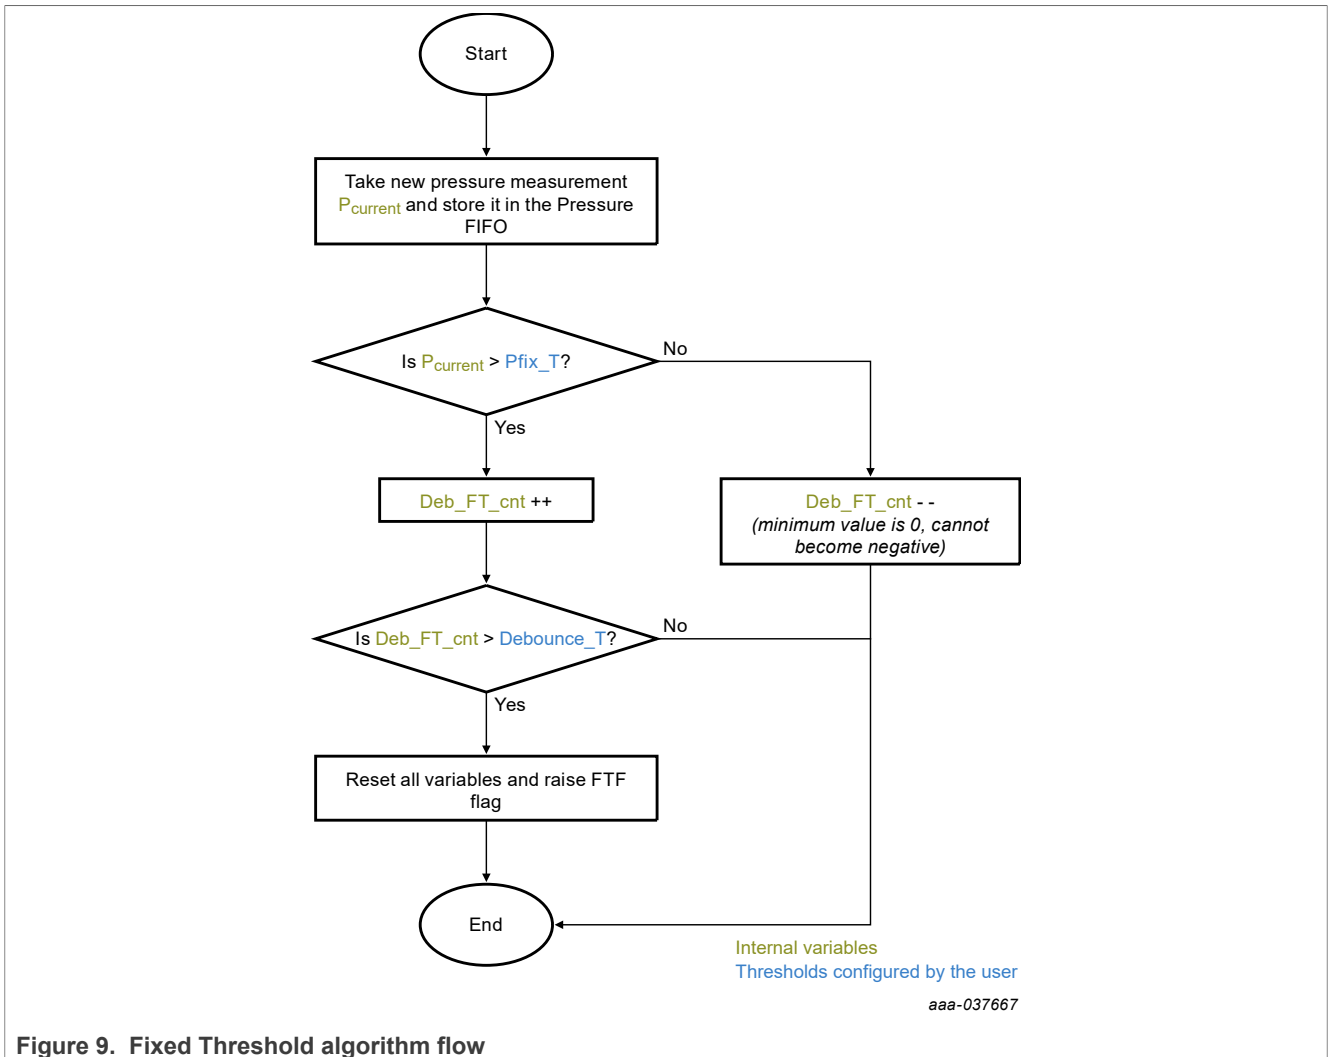 Start
Take new pressure measurement
Pcurrent and store it in the Pressure
FIFO
Is Pcurrent > Pfix_T?
No
Yes
Deb_FT_cnt ++
Deb_FT_cnt - -
(minimum value is 0, cannot
become negative)
Is Deb_FT_cnt > Debounce_T?
No
Yes
Reset all variables and raise FTF
flag
End
Internal variables
Thresholds configured by the user
aaa-037667
Figure 9. Fixed Threshold algorithm flow